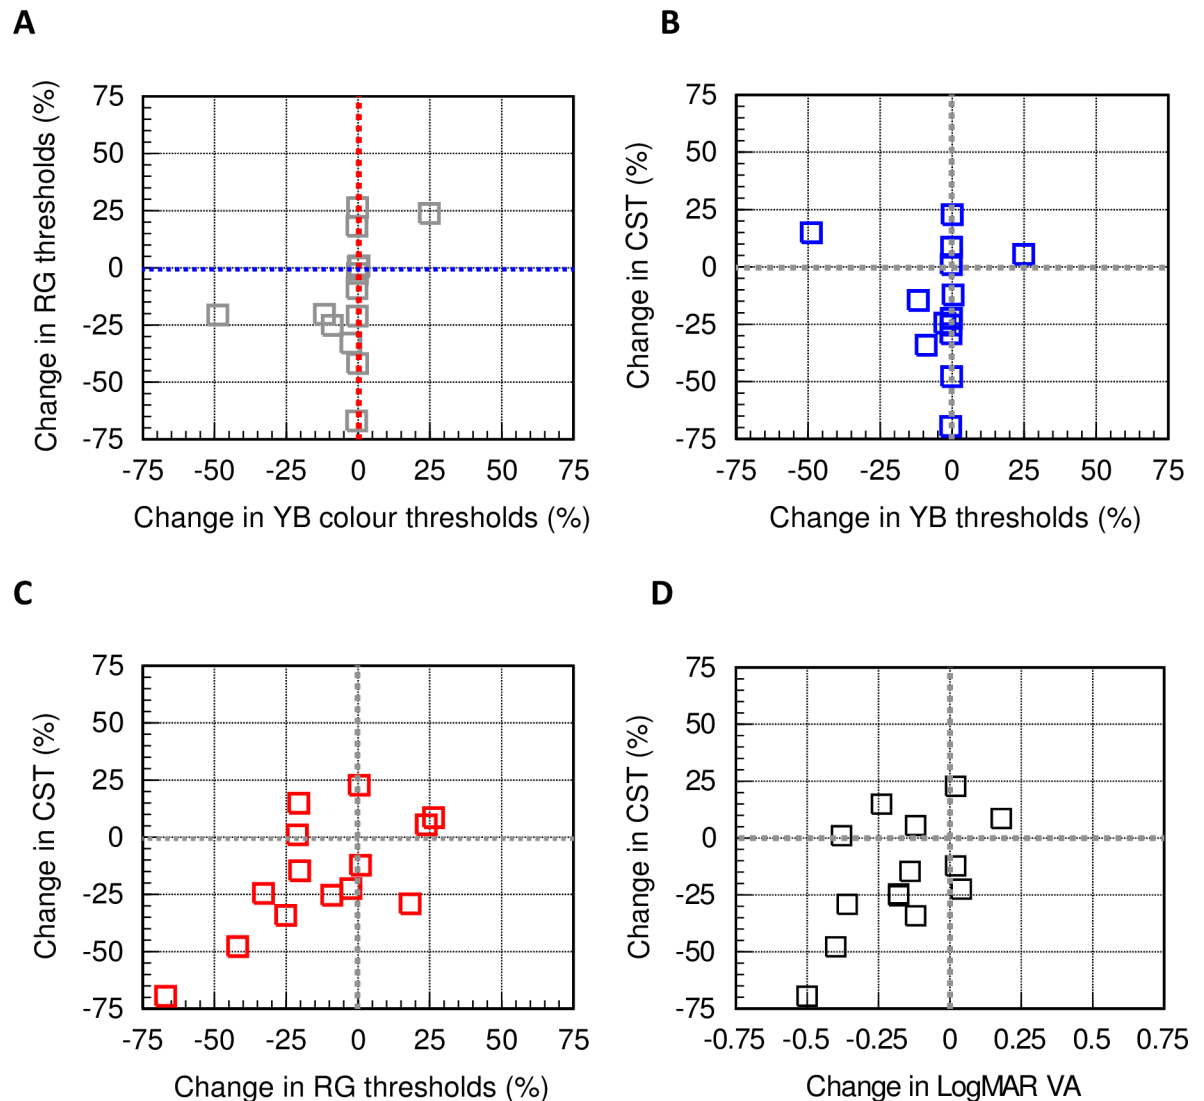 A
B
Change in RG thresholds (%)
75
50
25
0
-25
-50
-75
-75 -50 -25 0 25 50 75
Change in YB colour thresholds (%)
Change in CST (%)
75
50
25
0
-25
-50
-75
-75 -50 -25 0 25 50 75
Change in YB thresholds (%)
C
D
Change in CST (%)
75
50
25
0
-25
-50
-75
-75 -50 -25 0 25 50 75
Change in RG thresholds (%)
Change in CST (%)
75
50
25
0
-25
-50
-75
-0.75 -0.5 -0.25 0 0.25 0.5 0.75
Change in LogMAR VA